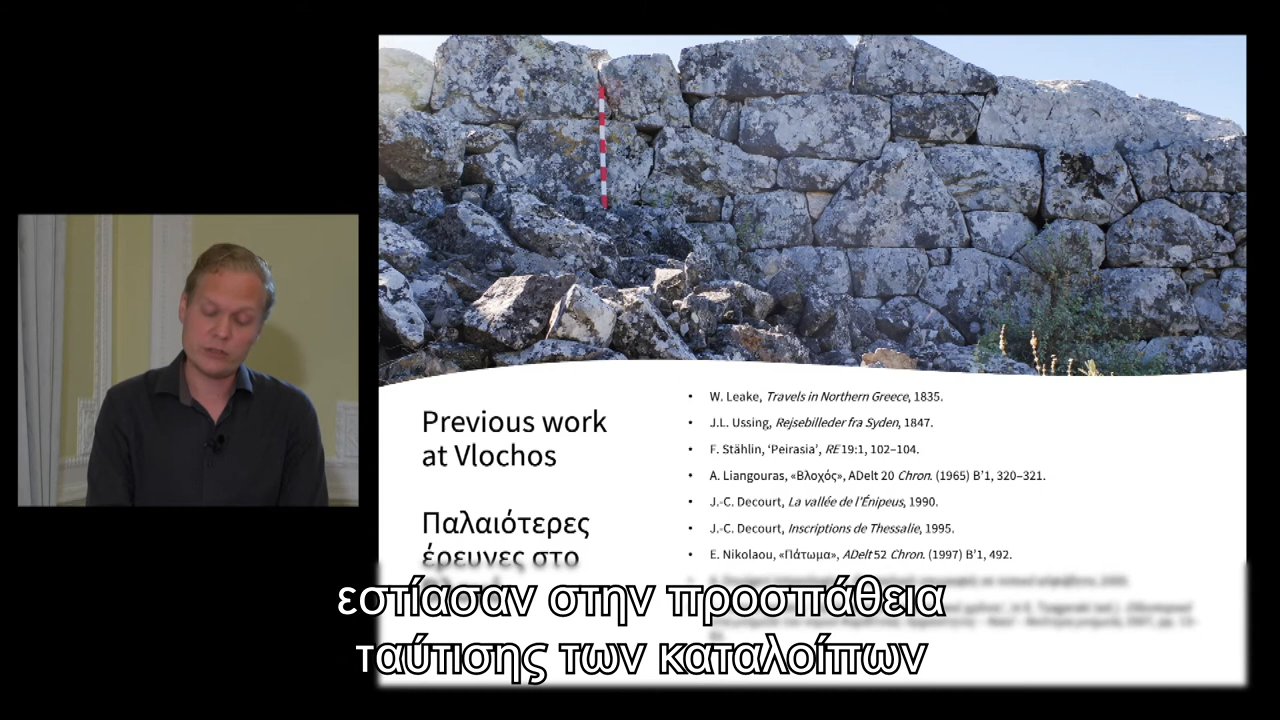 Previous work
at Vlochos
Παλαιότερες
έρευνες στο
• W. Leake, Travels in Northern Greece, 1835.
• J.L. Ussing, Rejsebilleder fra Syden, 1847.
• F. Stählin, ‘Peirasia’, RE 19:1, 102–104.
• A. Liangouras, «Βλοχός», ADelt 20 Chron. (1965) B’1, 320–321.
• J.-C. Decourt, La vallée de l’Énipeus, 1990.
• J.-C. Decourt, Inscriptions de Thessalie, 1995.
• E. Nikolaou, «Πάτωμα», ADelt 52 Chron. (1997) B’1, 492.
εστίασαν στην προσπάθεια
ταύτισης των καταλοίπων